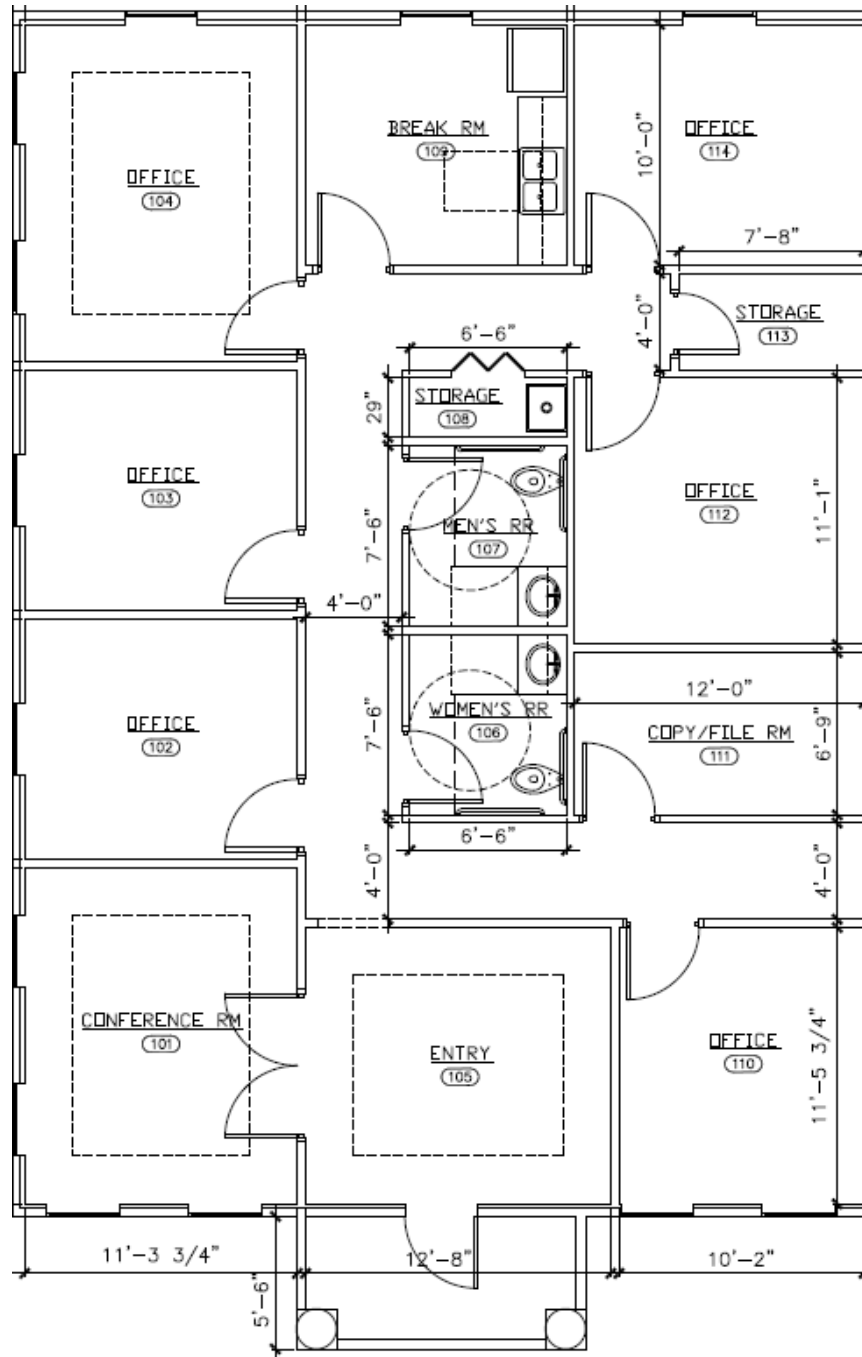 BREAK RM
109
OFFICE
114
10'-0"
OFFICE
104
7'-8"
STORAGE
113
4'-0"
6'-6"
STORAGE
108
29"
OFFICE
103
OFFICE
112
11'-1"
MEN'S RR
107
7'-6"
4'-0"
12'-0"
WOMEN'S RR
106
7'-6"
OFFICE
102
COPY/FILE RM
111
6'-9"
6'-6"
4'-0"
4'-0"
CONFERENCE RM
101
ENTRY
105
OFFICE
110
11'-5 3/4"
11'-3 3/4"
12'-8"
10'-2"
5'-6"